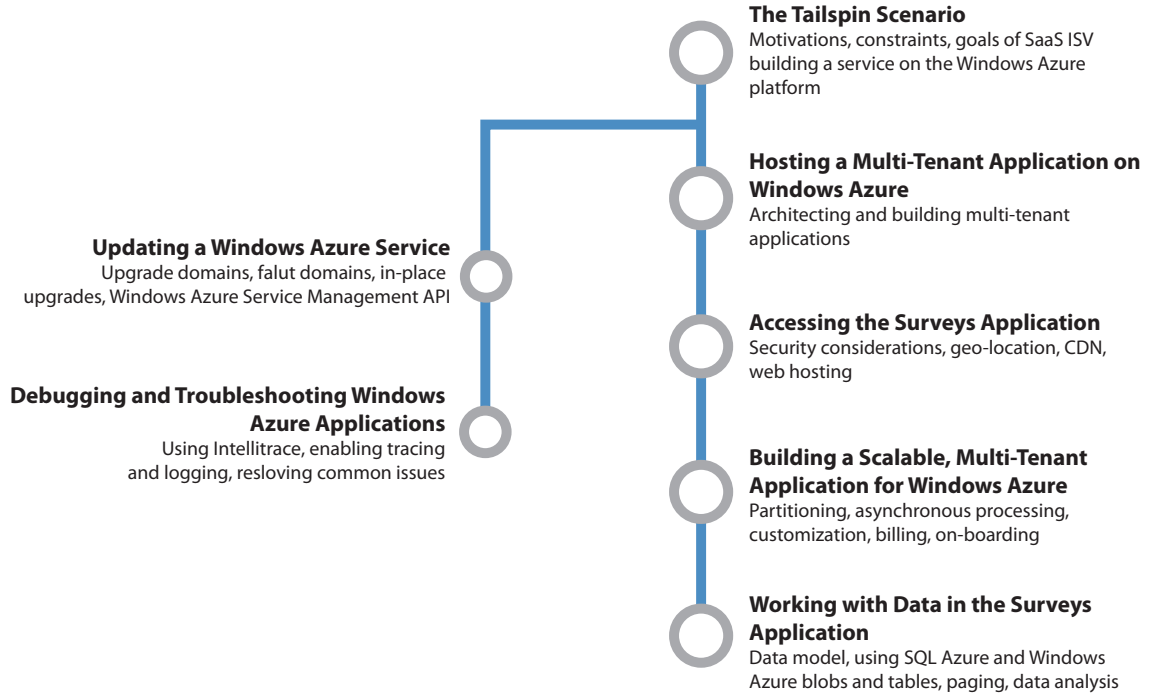 The Tailspin Scenario
Motivations, constraints, goals of SaaS ISV
building a service on the Windows Azure
platform
Hosting a Multi-Tenant Application on
Windows Azure
Architecting and building multi-tenant
applications
Updating a Windows Azure Service
Upgrade domains, falut domains, in-place
upgrades, Windows Azure Service Management API
Accessing the Surveys Application
Security considerations, geo-location, CDN,
web hosting
Debugging and Troubleshooting Windows
Azure Applications
Using Intellitrace, enabling tracing
and logging, resloving common issues
Building a Scalable, Multi-Tenant
Application for Windows Azure
Partitioning, asynchronous processing,
customization, billing, on-boarding
Working with Data in the Surveys
Application
Data model, using SQL Azure and Windows
Azure blobs and tables, paging, data analysis